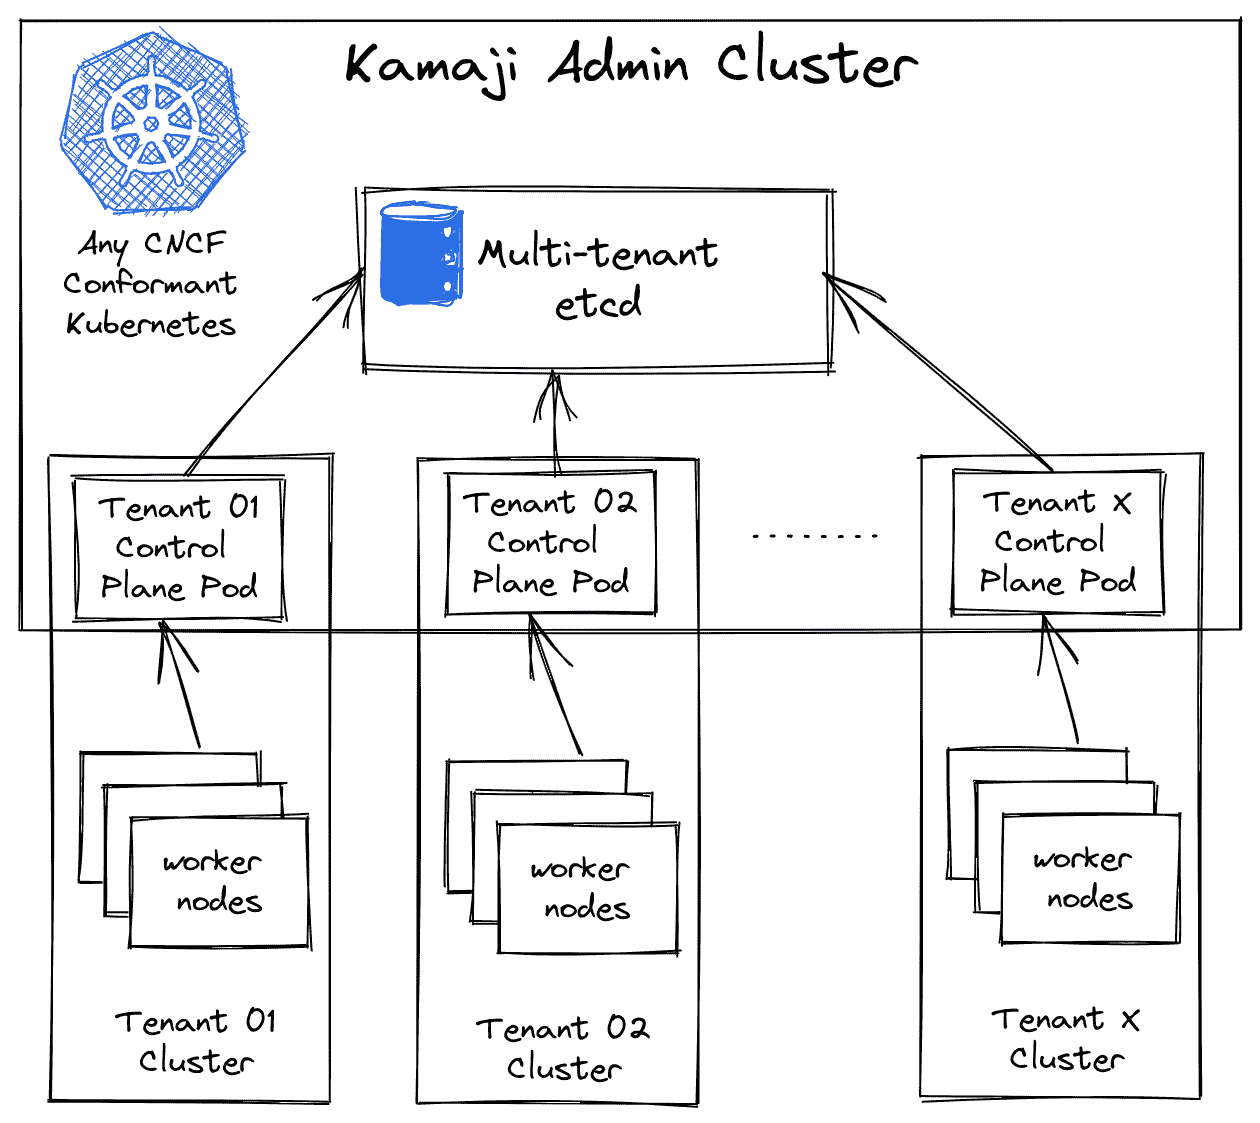 Kamaji Admin Cluster
Any CNCF
Conformant
Kubernetes
Multi-tenant
etcd
Tenant 01
Control
Plane Pod
Tenant 02
Control
Plane Pod
.........
Tenant X
Control
Plane Pod
worker
nodes
worker
nodes
worker
nodes
Tenant 01
Cluster
Tenant 02
Cluster
Tenant X
Cluster